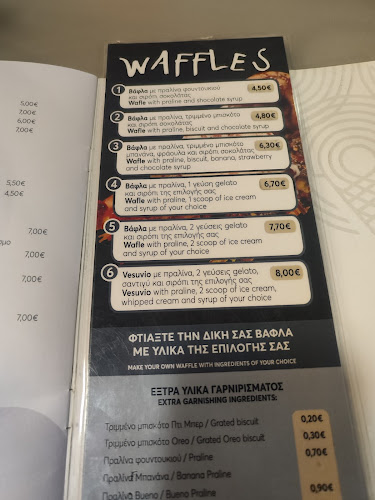 WAFFLES
1 Βάφλα με πραλίνα φουντουκιού 4,50€
και σιρόπι σοκολάτας
Wafle with praline and shocolate syrup
2 Βάφλα με πραλίνα, τριμμένο μπισκότο 4,80€
και σιρόπι σοκολάτας
Wafle with praline, biscuit and shocolate syrup
3 Βάφλα με πραλίνα, τριμμένο μπισκότο 6,30€
μπανάνα, φράουλα και σιρόπι σοκολάτας
Wafle with praline, biscuit, banana, strawberry
and shocolate syrup
4 Βάφλα με πραλίνα, 1 γεύση gelato 6,70€
και σιρόπι της επιλογής σας
Wafle with praline, 1 scoop of ice cream
and syrup of your choice
5 Βάφλα με πραλίνα, 2 γεύσεις gelato 7,70€
και σιρόπι της επιλογής σας
Wafle with praline, 2 scoop of ice cream
and syrup of your choice
6 Vesuvio με πραλίνα, 2 γεύσεις gelato, 8,00€
σαντιγύ και σιρόπι της επιλογής σας
Vesuvio with praline, 2 scoop of ice cream,
whipped cream and syrup of your choice
ΦΤΙΑΞΤΕ ΤΗΝ ΔΙΚΗ ΣΑΣ ΒΑΦΛΑ
ΜΕ ΥΛΙΚΑ ΤΗΣ ΕΠΙΛΟΓΗΣ ΣΑΣ
MAKE YOUR OWN WAFFLE WITH INGREDIENTS OF YOUR CHOICE
ΕΞΤΡΑ ΥΛΙΚΑ ΓΑΡΝΙΡΙΣΜΑΤΟΣ
EXTRA GARNISHING INGREDIENTS:
Τριμμένο μπισκότο Πτι Μπερ / Grated biscuit 0,20€
Τριμμένο μπισκότο Oreo / Grated Oreo biscuit 0,30€
Πραλίνα φουντουκιού / Praline 0,70€
Πραλίνα Μπανάνα / Banana Praline
Πραλίνα Bueno / Bueno Praline 0,90€
5,00€
7,00€
6,00€
7,00€
5,50€
4,50€
7,00€
7,00€
7,00€
7,00€